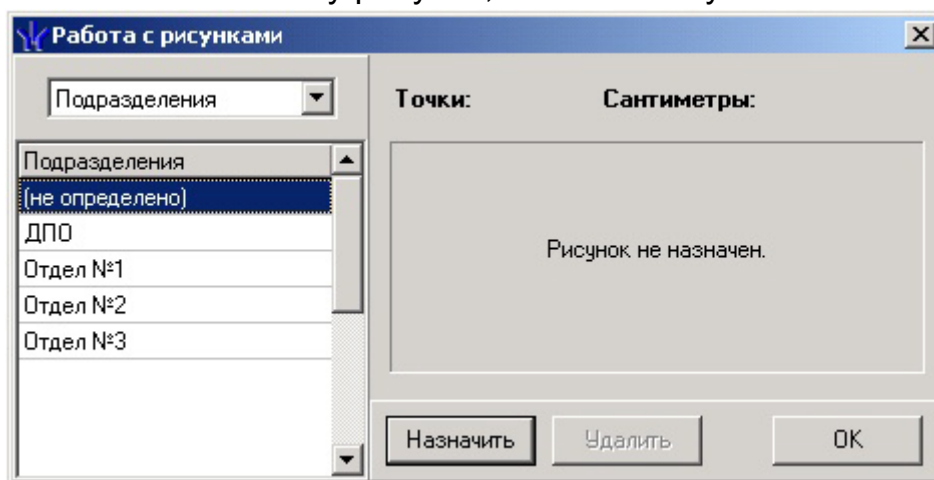 Работа с рисунками
Подразделения
Точки: Сантиметры:
Подразделения
(не определено)
ДПО
Отдел №1
Отдел №2
Отдел №3
Рисунок не назначен.
Назначить Удалить OK